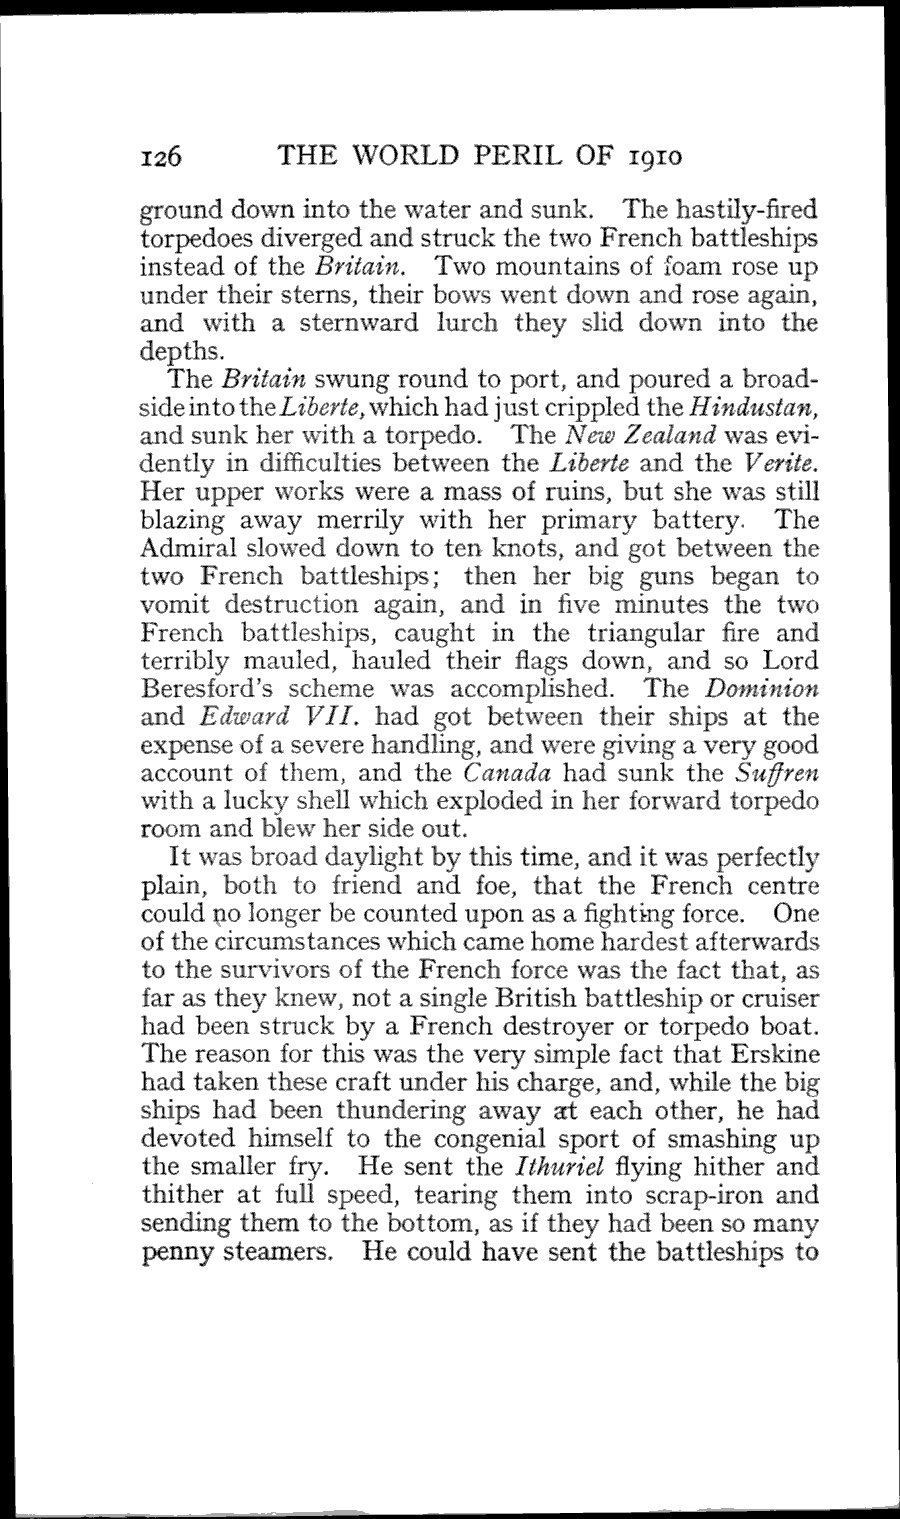 126 THE WORLD PERIL OF 1910
ground down into the water and sunk. The hastily-fired
torpedoes diverged and struck the two French battleships
instead of the Britain. Two mountains of foam rose up
under their sterns, their bows went down and rose again,
and with a sternward lurch they slid down into the
depths.
The Britain swung round to port, and poured a broad-
side into the Liberte, which had just crippled the Hindustan,
and sunk her with a torpedo. The New Zealand was evi-
dently in difficulties between the Liberte and the Verite.
Her upper works were a mass of ruins, but she was still
blazing away merrily with her primary battery. The
Admiral slowed down to ten knots, and got between the
two French battleships; then her big guns began to
vomit destruction again, and in five minutes the two
French battleships, caught in the triangular fire and
terribly mauled, hauled their flags down, and so Lord
Beresford's scheme was accomplished. The Dominion
and Edward VII. had got between their ships at the
expense of a severe handling, and were giving a very good
account of them, and the Canada had sunk the Suffren
with a lucky shell which exploded in her forward torpedo
room and blew her side out.
It was broad daylight by this time, and it was perfectly
plain, both to friend and foe, that the French centre
could no longer be counted upon as a fighting force. One
of the circumstances which came home hardest afterwards
to the survivors of the French force was the fact that, as
far as they knew, not a single British battleship or cruiser
had been struck by a French destroyer or torpedo boat.
The reason for this was the very simple fact that Erskine
had taken these craft under his charge, and, while the big
ships had been thundering away at each other, he had
devoted himself to the congenial sport of smashing up
the smaller fry. He sent the Ithuriel flying hither and
thither at full speed, tearing them into scrap-iron and
sending them to the bottom, as if they had been so many
penny steamers. He could have sent the battleships to